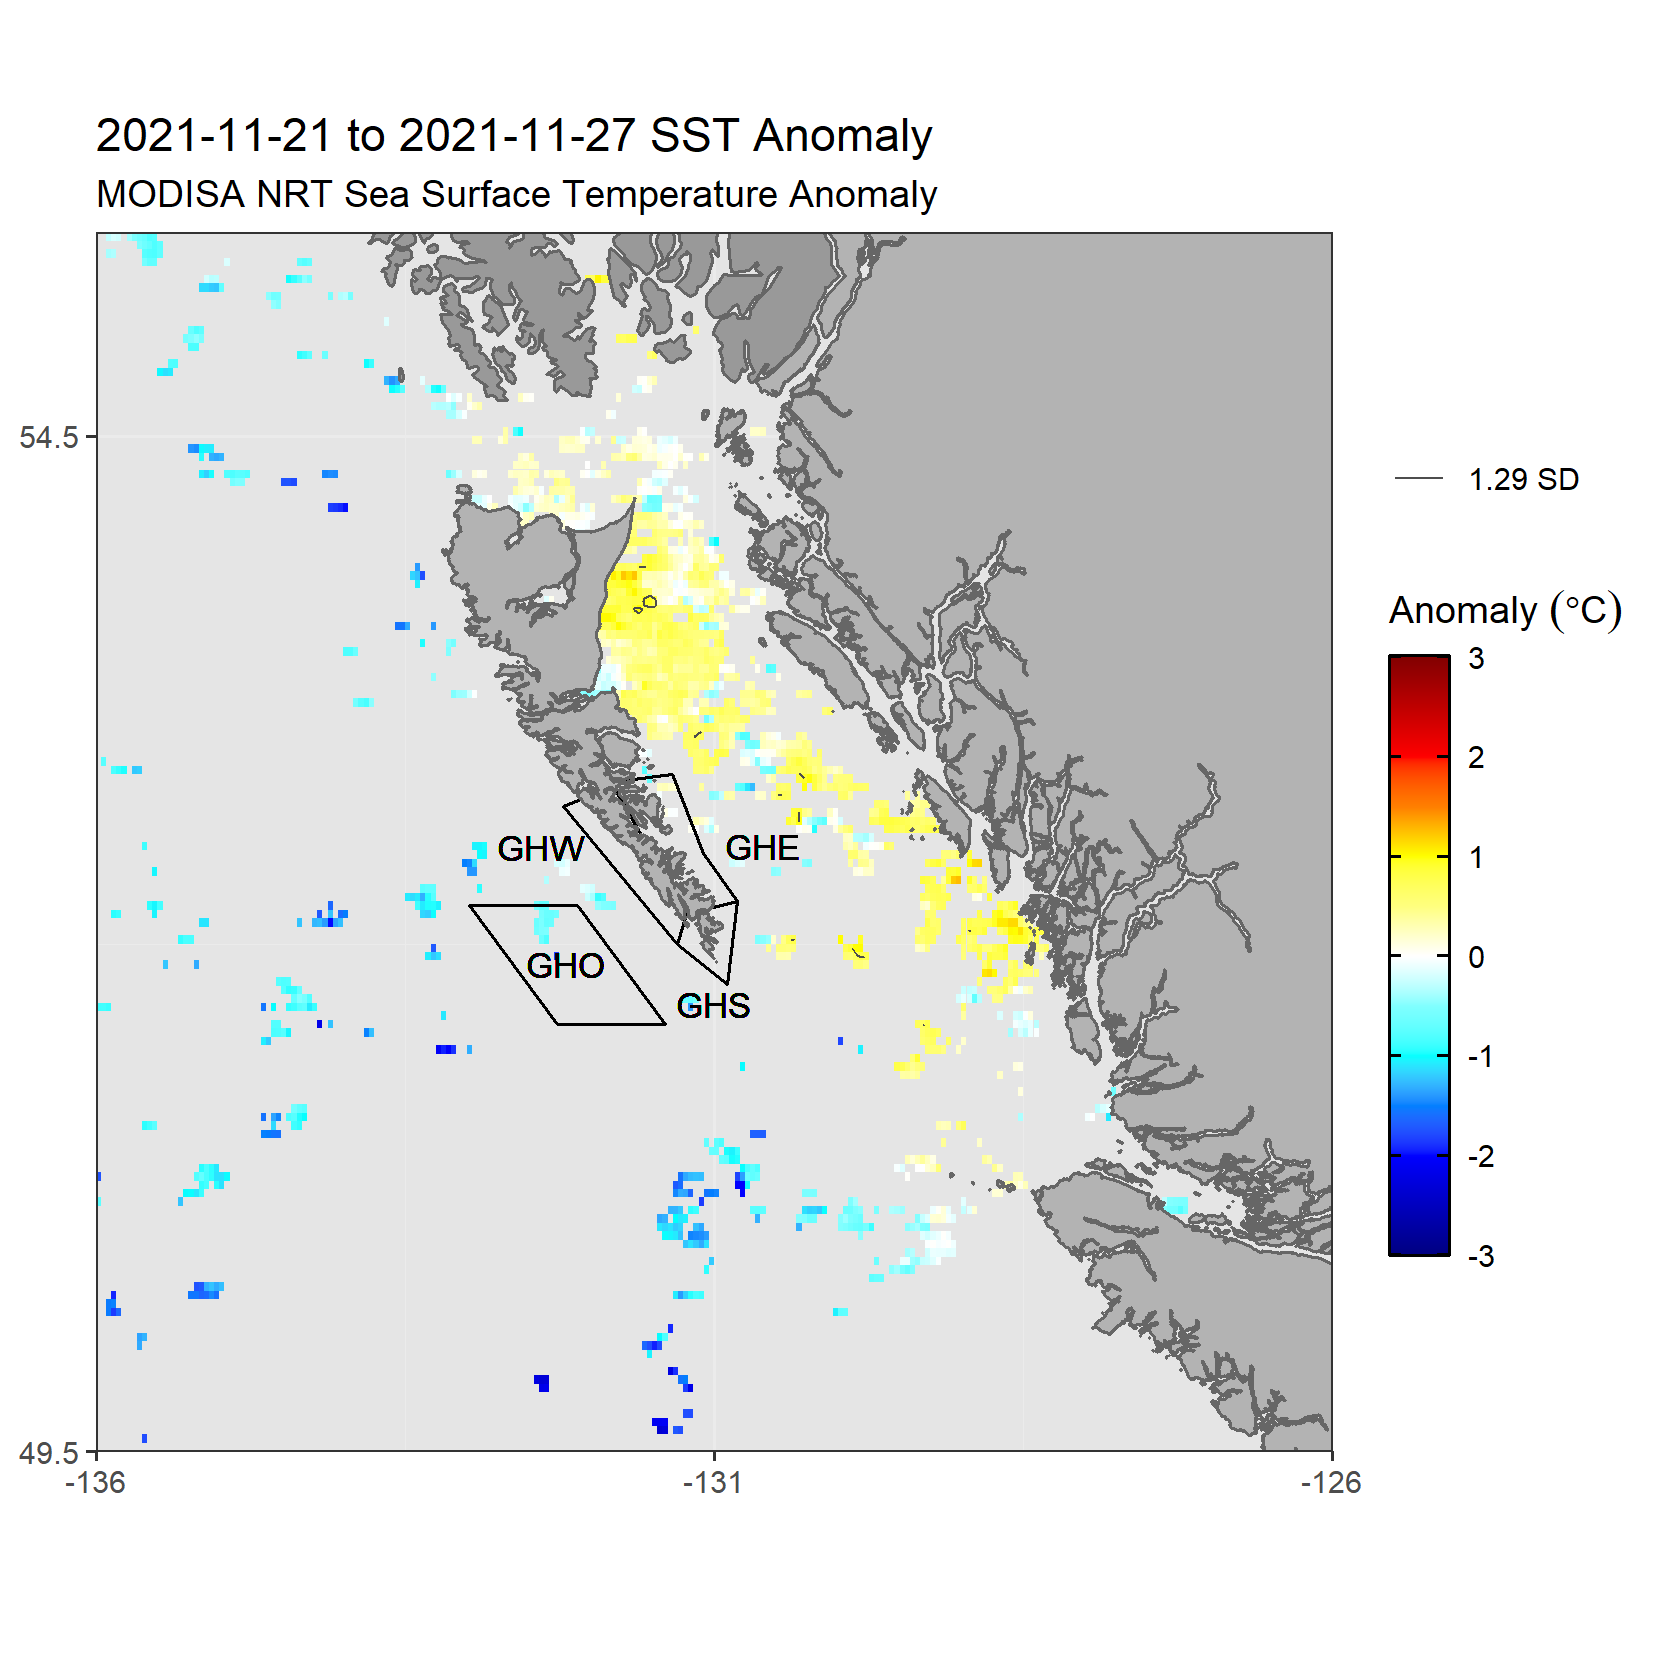 2021-11-21 to 2021-11-27 SST Anomaly
MODISA NRT Sea Surface Temperature Anomaly
54.5
49.5
-136
-131
-126
GHW
GHE
GHO
GHS
1.29 SD
Anomaly (°C)
3
2
1
0
-1
-2
-3